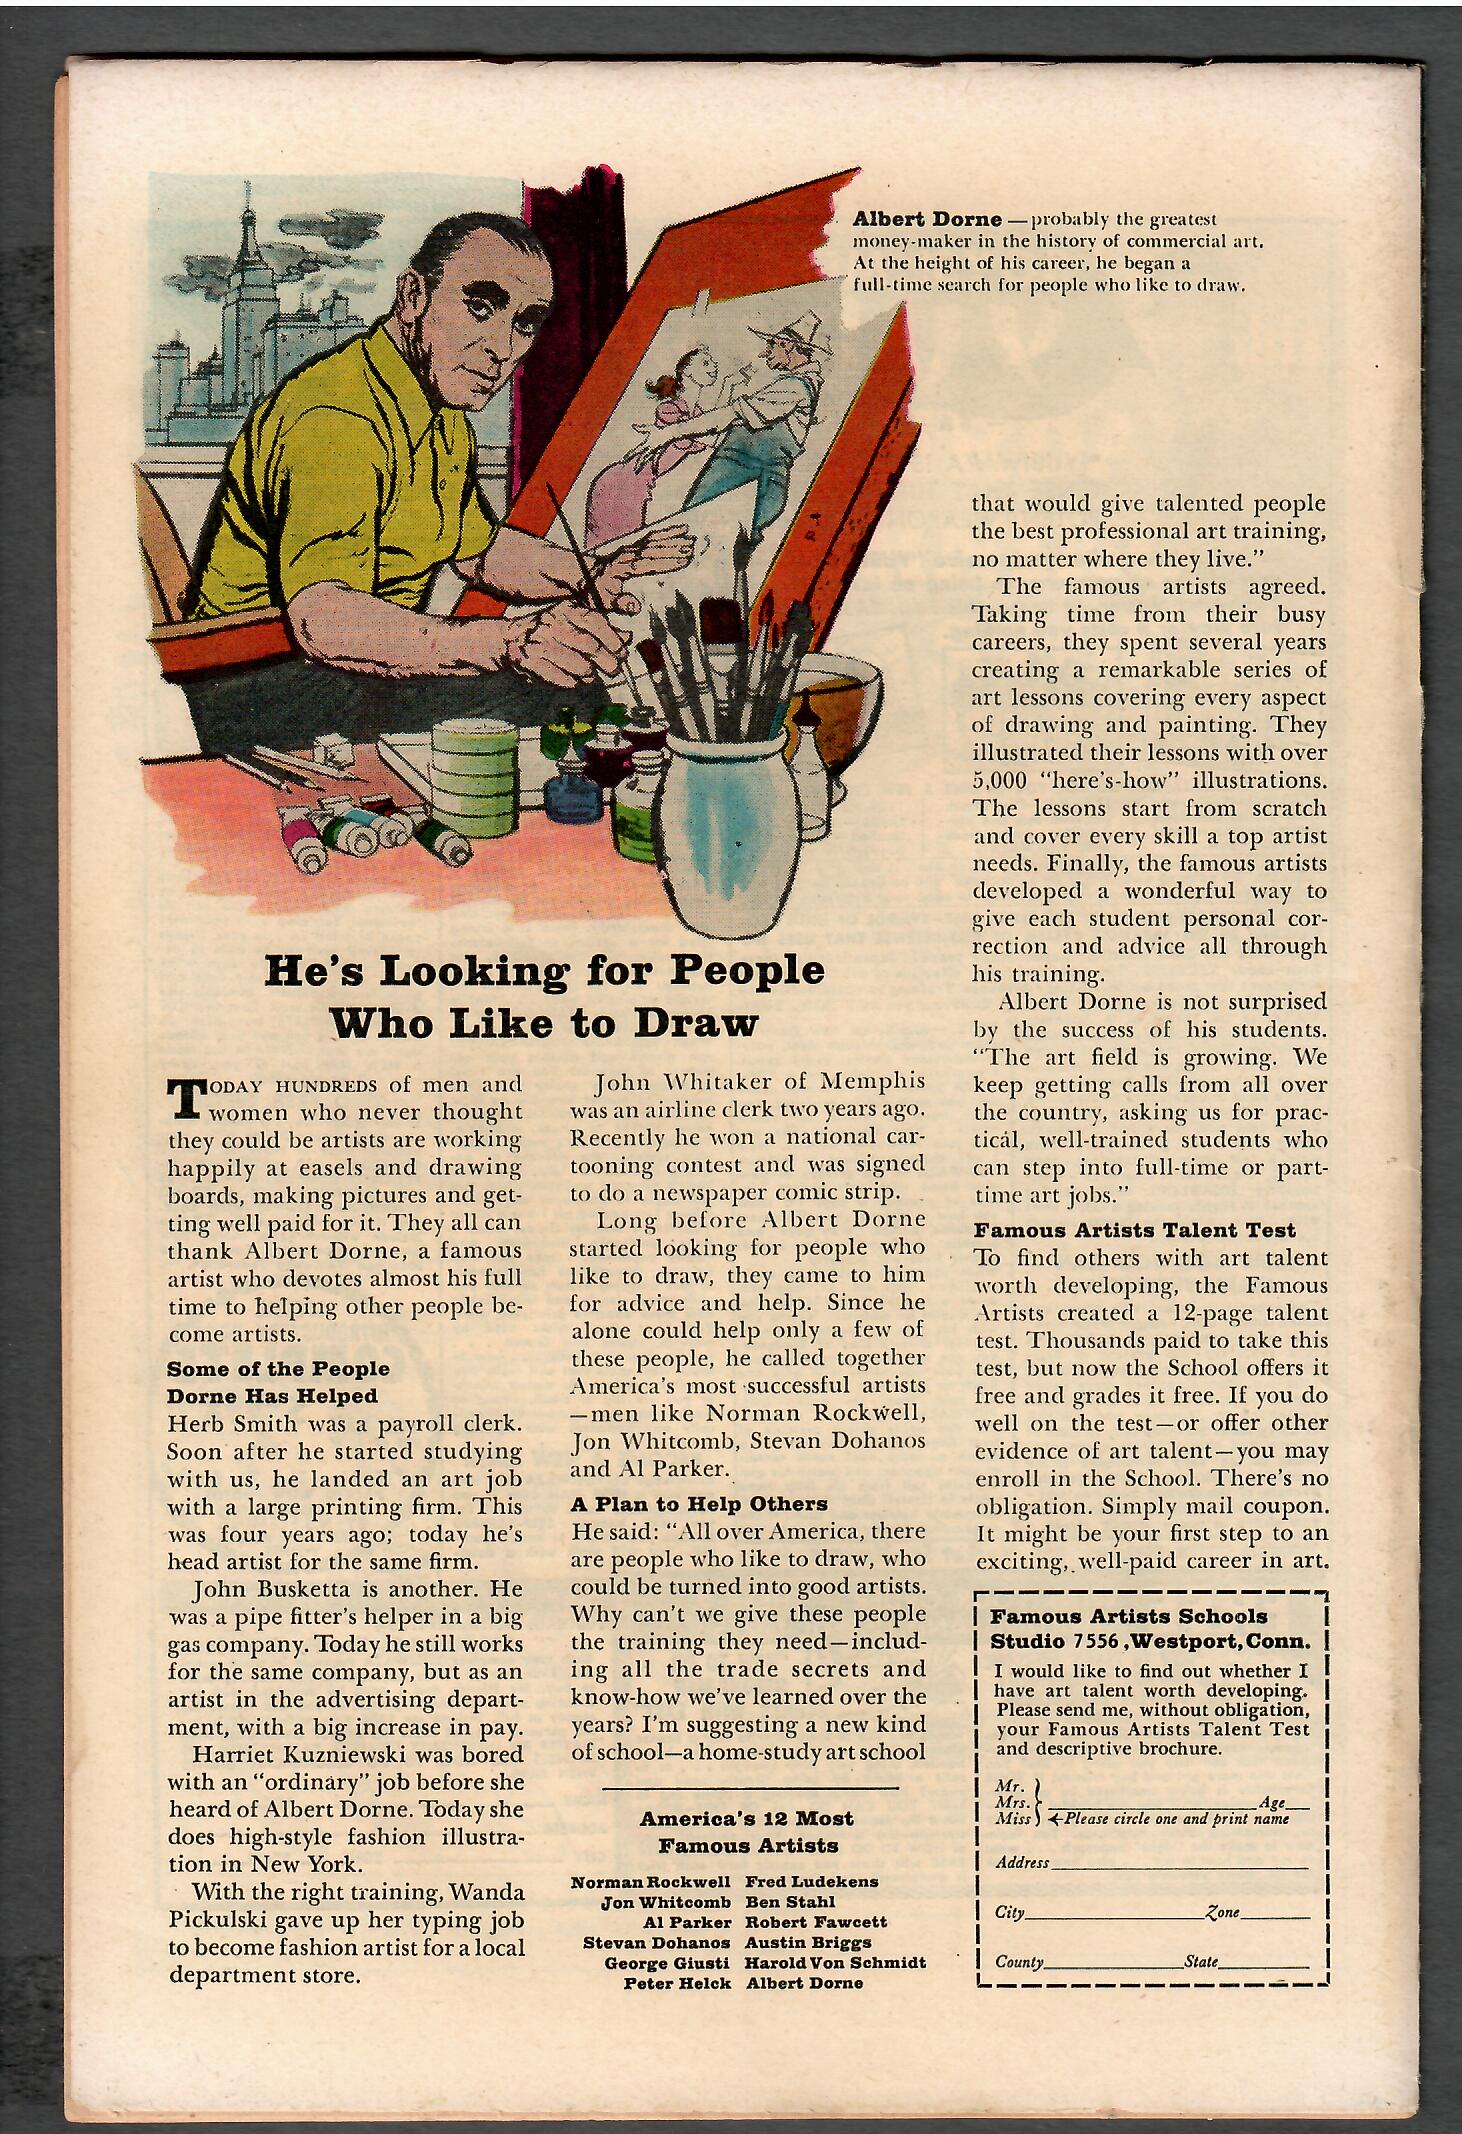 Albert Dorne — probably the greatest
money-maker in the history of commercial art.
At the height of his career, he began a
full-time search for people who like to draw.
He's Looking for People
Who Like to Draw
TODAY HUNDREDS of men and
women who never thought
they could be artists are working
happily at easels and drawing
boards, making pictures and get-
ting well paid for it. They all can
thank Albert Dorne, a famous
artist who devotes almost his full
time to helping other people be-
come artists.
Some of the People
Dorne Has Helped
Herb Smith was a payroll clerk.
Soon after he started studying
with us, he landed an art job
with a large printing firm. This
was four years ago; today he's
head artist for the same firm.
John Busketta is another. He
was a pipe fitter's helper in a big
gas company. Today he still works
for the same company, but as an
artist in the advertising depart-
ment, with a big increase in pay.
Harriet Kuzniewski was bored
with an "ordinary" job before she
heard of Albert Dorne. Today she
does high-style fashion illustra-
tion in New York.
With the right training, Wanda
Pickulski gave up her typing job
to become fashion artist for a local
department store.
John Whitaker of Memphis
was an airline clerk two years ago.
Recently he won a national car-
tooning contest and was signed
to do a newspaper comic strip.
Long before Albert Dorne
started looking for people who
like to draw, they came to him
for advice and help. Since he
alone could help only a few of
these people, he called together
America's most successful artists
—men like Norman Rockwell,
Jon Whitcomb, Stevan Dohanos
and Al Parker.
A Plan to Help Others
He said: "All over America, there
are people who like to draw, who
could be turned into good artists.
Why can't we give these people
the training they need—includ-
ing all the trade secrets and
know-how we've learned over the
years? I'm suggesting a new kind
of school—a home-study art school
America's 12 Most
Famous Artists
Norman Rockwell Fred Ludekens
Jon Whitcomb Ben Stahl
Al Parker Robert Fawcett
Stevan Dohanos Austin Briggs
George Giusti Harold Von Schmidt
Peter Helck Albert Dorne
that would give talented people
the best professional art training,
no matter where they live."
The famous artists agreed.
Taking time from their busy
careers, they spent several years
creating a remarkable series of
art lessons covering every aspect
of drawing and painting. They
illustrated their lessons with over
5,000 "here's-how" illustrations.
The lessons start from scratch
and cover every skill a top artist
needs. Finally, the famous artists
developed a wonderful way to
give each student personal cor-
rection and advice all through
his training.
Albert Dorne is not surprised
by the success of his students.
"The art field is growing. We
keep getting calls from all over
the country, asking us for prac-
tical, well-trained students who
can step into full-time or part-
time art jobs."
Famous Artists Talent Test
To find others with art talent
worth developing, the Famous
Artists created a 12-page talent
test. Thousands paid to take this
test, but now the School offers it
free and grades it free. If you do
well on the test—or offer other
evidence of art talent—you may
enroll in the School. There's no
obligation. Simply mail coupon.
It might be your first step to an
exciting, well-paid career in art.
Famous Artists Schools
Studio 7556, Westport, Conn.
I would like to find out whether I
have art talent worth developing.
Please send me, without obligation,
your Famous Artists Talent Test
and descriptive brochure.
Mr.
Mrs. Age
Miss ←Please circle one and print name
Address
City Zone
County State